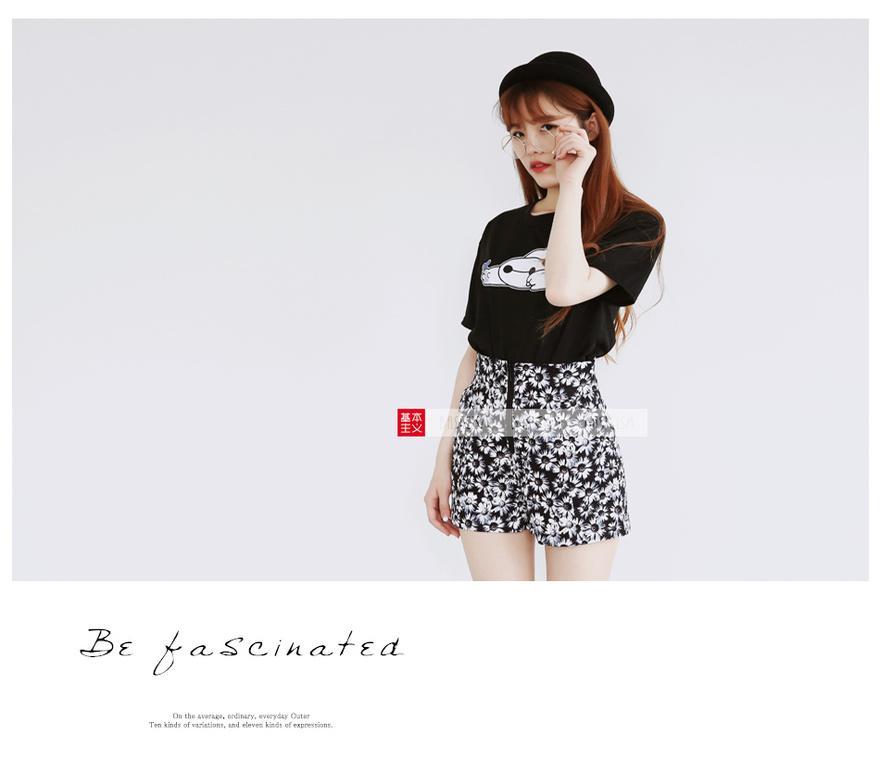 基本
主义
Be fascinated
On the average, ordinary, everyday Outer
Ten kinds of variations, and eleven kinds of expressions.